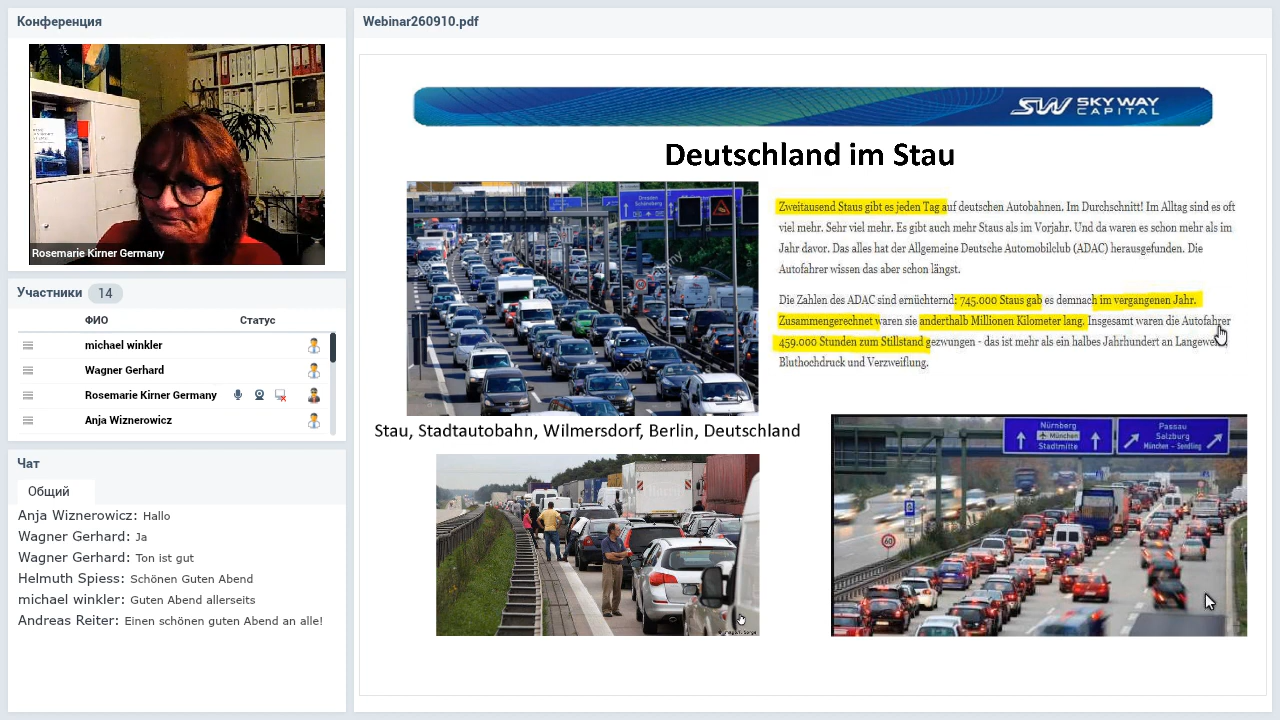 Конференция
Rosemarie Kirner Germany
Участники 14
ФИО Статус
michael winkler
Wagner Gerhard
Rosemarie Kirner Germany
Anja Wiznerowicz
Чат
Общий
Anja Wiznerowicz: Hallo
Wagner Gerhard: Ja
Wagner Gerhard: Ton ist gut
Helmuth Spiess: Schönen Guten Abend
michael winkler: Guten Abend allerseits
Andreas Reiter: Einen schönen guten Abend an alle!
Webinar260910.pdf
SW SKY WAY
CAPITAL
Deutschland im Stau
Dresden
Schöneberg
alamy
alamy
Zweitausend Staus gibt es jeden Tag auf deutschen Autobahnen. Im Durchschnitt! Im Alltag sind es oft
viel mehr. Sehr viel mehr. Es gibt auch mehr Staus als im Vorjahr. Und da waren es schon mehr als im
Jahr davor. Das alles hat der Allgemeine Deutsche Automobilclub (ADAC) herausgefunden. Die
Autofahrer wissen das aber schon längst.
Die Zahlen des ADAC sind ernüchternd: 745.000 Staus gab es demnach im vergangenen Jahr.
Zusammengerechnet waren sie anderthalb Millionen Kilometer lang. Insgesamt waren die Autofahrer
459.000 Stunden zum Stillstand gezwungen - das ist mehr als ein halbes Jahrhundert an
Bluthochdruck und Verzweiflung.
Stau, Stadtautobahn, Wilmersdorf, Berlin, Deutschland
Nürnberg
München
Stadtmitte
Passau
Salzburg
München - Sendling
60